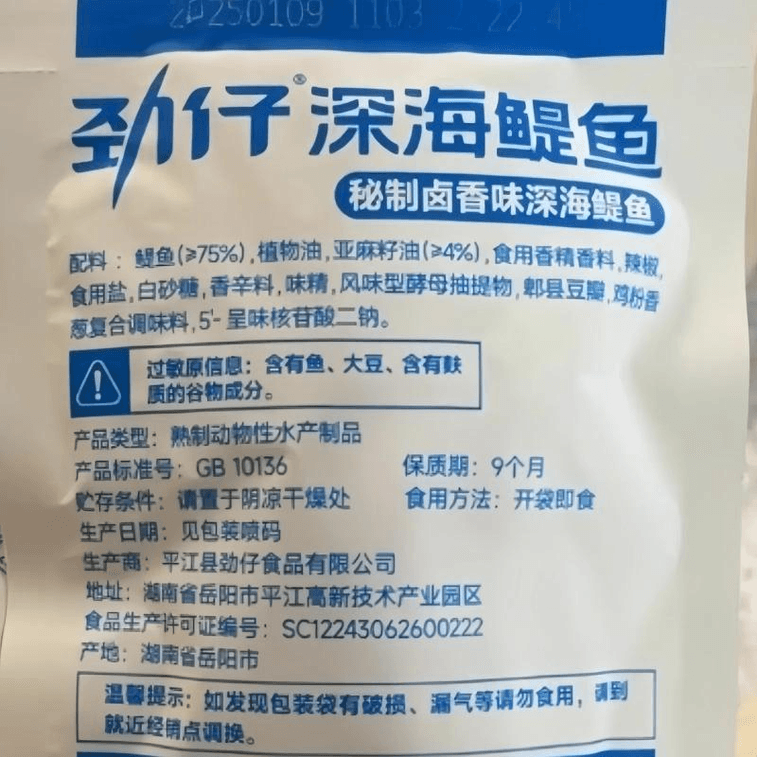 20250109 1103
劲仔®深海鳀鱼
秘制卤香味深海鳀鱼
配料：鳀鱼(≥75%),植物油,亚麻籽油(≥4%),食用香精香料,辣椒,
食用盐,白砂糖,香辛料,味精,风味型酵母抽提物,郫县豆瓣,鸡粉香
葱复合调味料,5'-呈味核苷酸二钠。
过敏原信息：含有鱼、大豆、含有麸
质的谷物成分。
产品类型：熟制动物性水产制品
产品标准号：GB 10136 保质期：9个月
贮存条件：请置于阴凉干燥处 食用方法：开袋即食
生产日期：见包装喷码
生产商：平江县劲仔食品有限公司
地址：湖南省岳阳市平江高新技术产业园区
食品生产许可证编号：SC12243062600222
产地：湖南省岳阳市
温馨提示：如发现包装袋有破损、漏气等请勿食用，请到
就近经销点调换。